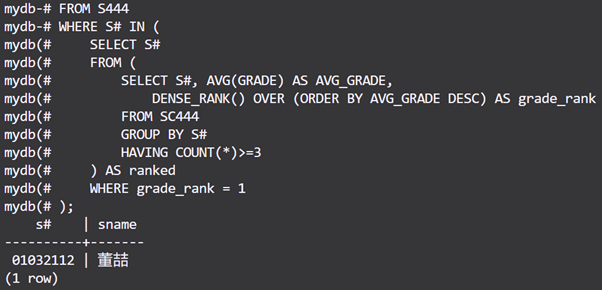 mydb-# FROM S444
mydb-# WHERE S# IN (
mydb(#     SELECT S#
mydb(#     FROM (
mydb(#         SELECT S#, AVG(GRADE) AS AVG_GRADE,
mydb(#             DENSE_RANK() OVER (ORDER BY AVG_GRADE DESC) AS grade_rank
mydb(#         FROM SC444
mydb(#         GROUP BY S#
mydb(#         HAVING COUNT(*)>=3
mydb(#     ) AS ranked
mydb(#     WHERE grade_rank = 1
mydb(# );
    s#    | sname
----------+-------
 01032112 | 董喆
(1 row)